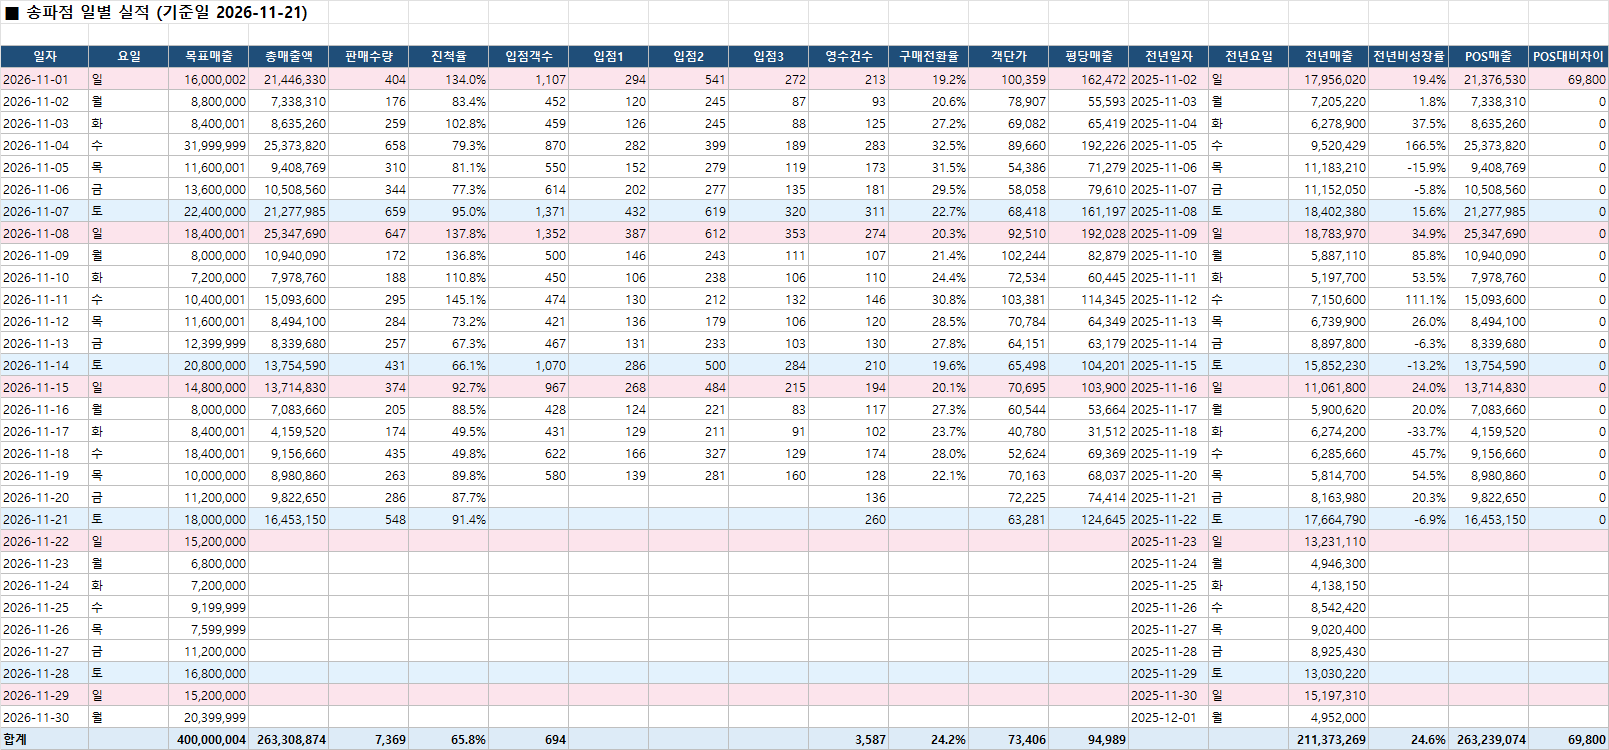 ■ 송파점 일별 실적 (기준일 2026-11-21)
일자 요일 목표매출 총매출액 판매수량 진척율 입점객수 입점1 입점2 입점3 영수건수 구매전환율 객단가 평당매출 전년일자 전년요일 전년매출 전년비성장률 POS매출 POS대비차이
2026-11-01 일 16,000,002 21,446,330 404 134.0% 1,107 294 541 272 213 19.2% 100,359 162,472 2025-11-02 일 17,956,020 19.4% 21,376,530 69,800
2026-11-02 월 8,800,000 7,338,310 176 83.4% 452 120 245 87 93 20.6% 78,907 55,593 2025-11-03 월 7,205,220 1.8% 7,338,310 0
2026-11-03 화 8,400,001 8,635,260 259 102.8% 459 126 245 88 125 27.2% 69,082 65,419 2025-11-04 화 6,278,900 37.5% 8,635,260 0
2026-11-04 수 31,999,999 25,373,820 658 79.3% 870 282 399 189 283 32.5% 89,660 192,226 2025-11-05 수 9,520,429 166.5% 25,373,820 0
2026-11-05 목 11,600,001 9,408,769 310 81.1% 550 152 279 119 173 31.5% 54,386 71,279 2025-11-06 목 11,183,210 -15.9% 9,408,769 0
2026-11-06 금 13,600,000 10,508,560 344 77.3% 614 202 277 135 181 29.5% 58,058 79,610 2025-11-07 금 11,152,050 -5.8% 10,508,560 0
2026-11-07 토 22,400,000 21,277,985 659 95.0% 1,371 432 619 320 311 22.7% 68,418 161,197 2025-11-08 토 18,402,380 15.6% 21,277,985 0
2026-11-08 일 18,400,001 25,347,690 647 137.8% 1,352 387 612 353 274 20.3% 92,510 192,028 2025-11-09 일 18,783,970 34.9% 25,347,690 0
2026-11-09 월 8,000,000 10,940,090 172 136.8% 500 146 243 111 107 21.4% 102,244 82,879 2025-11-10 월 5,887,110 85.8% 10,940,090 0
2026-11-10 화 7,200,000 7,978,760 188 110.8% 450 106 238 106 110 24.4% 72,534 60,445 2025-11-11 화 5,197,700 53.5% 7,978,760 0
2026-11-11 수 10,400,001 15,093,600 295 145.1% 474 130 212 132 146 30.8% 103,381 114,345 2025-11-12 수 7,150,600 111.1% 15,093,600 0
2026-11-12 목 11,600,001 8,494,100 284 73.2% 421 136 179 106 120 28.5% 70,784 64,349 2025-11-13 목 6,739,900 26.0% 8,494,100 0
2026-11-13 금 12,399,999 8,339,680 257 67.3% 467 131 233 103 130 27.8% 64,151 63,179 2025-11-14 금 8,897,800 -6.3% 8,339,680 0
2026-11-14 토 20,800,000 13,754,590 431 66.1% 1,070 286 500 284 210 19.6% 65,498 104,201 2025-11-15 토 15,852,230 -13.2% 13,754,590 0
2026-11-15 일 14,800,000 13,714,830 374 92.7% 967 268 484 215 194 20.1% 70,695 103,900 2025-11-16 일 11,061,800 24.0% 13,714,830 0
2026-11-16 월 8,000,000 7,083,660 205 88.5% 428 124 221 83 117 27.3% 60,544 53,664 2025-11-17 월 5,900,620 20.0% 7,083,660 0
2026-11-17 화 8,400,001 4,159,520 174 49.5% 431 129 211 91 102 23.7% 40,780 31,512 2025-11-18 화 6,274,200 -33.7% 4,159,520 0
2026-11-18 수 18,400,001 9,156,660 435 49.8% 622 166 327 129 174 28.0% 52,624 69,369 2025-11-19 수 6,285,660 45.7% 9,156,660 0
2026-11-19 목 10,000,000 8,980,860 263 89.8% 580 139 281 160 128 22.1% 70,163 68,037 2025-11-20 목 5,814,700 54.5% 8,980,860 0
2026-11-20 금 11,200,000 9,822,650 286 87.7% 136 72,225 74,414 2025-11-21 금 8,163,980 20.3% 9,822,650 0
2026-11-21 토 18,000,000 16,453,150 548 91.4% 260 63,281 124,645 2025-11-22 토 17,664,790 -6.9% 16,453,150 0
2026-11-22 일 15,200,000 2025-11-23 일 13,231,110
2026-11-23 월 6,800,000 2025-11-24 월 4,946,300
2026-11-24 화 7,200,000 2025-11-25 화 4,138,150
2026-11-25 수 9,199,999 2025-11-26 수 8,542,420
2026-11-26 목 7,599,999 2025-11-27 목 9,020,400
2026-11-27 금 11,200,000 2025-11-28 금 8,925,430
2026-11-28 토 16,800,000 2025-11-29 토 13,030,220
2026-11-29 일 15,200,000 2025-11-30 일 15,197,310
2026-11-30 월 20,399,999 2025-12-01 월 4,952,000
합계 400,000,004 263,308,874 7,369 65.8% 694 3,587 24.2% 73,406 94,989 211,373,269 24.6% 263,239,074 69,800